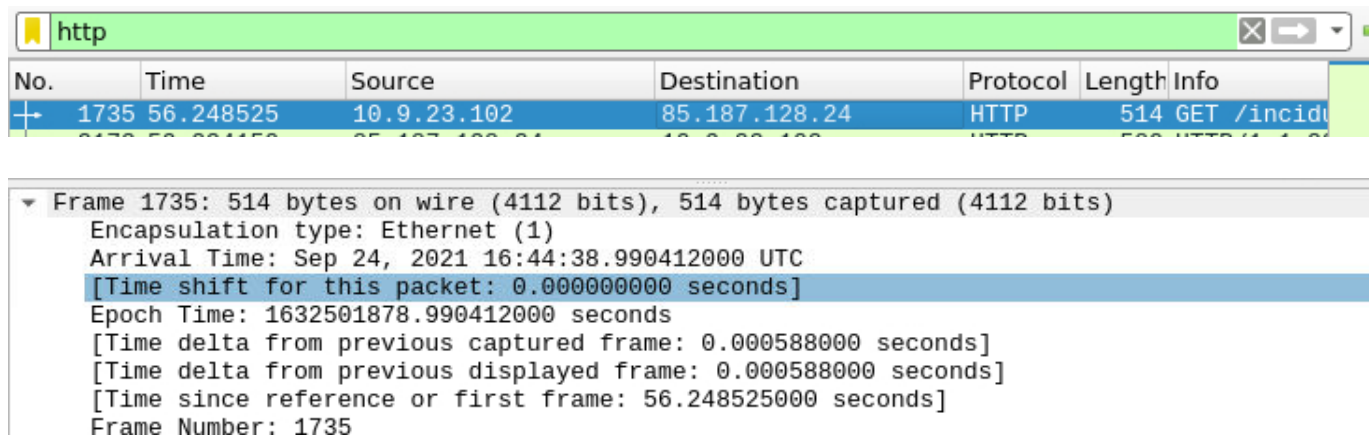 http
No. Time Source Destination Protocol Length Info
1735 56.248525 10.9.23.102 85.187.128.24 HTTP 514 GET
Frame 1735: 514 bytes on wire (4112 bits), 514 bytes captured (4112 bits)
Encapsulation type: Ethernet (1)
Arrival Time: Sep 24, 2021 16:44:38.990412000 UTC
[Time shift for this packet: 0.000000000 seconds]
Epoch Time: 1632501878.990412000 seconds
[Time delta from previous captured frame: 0.000588000 seconds]
[Time delta from previous displayed frame: 0.000588000 seconds]
[Time since reference or first frame: 56.248525000 seconds]
Frame Number: 1735